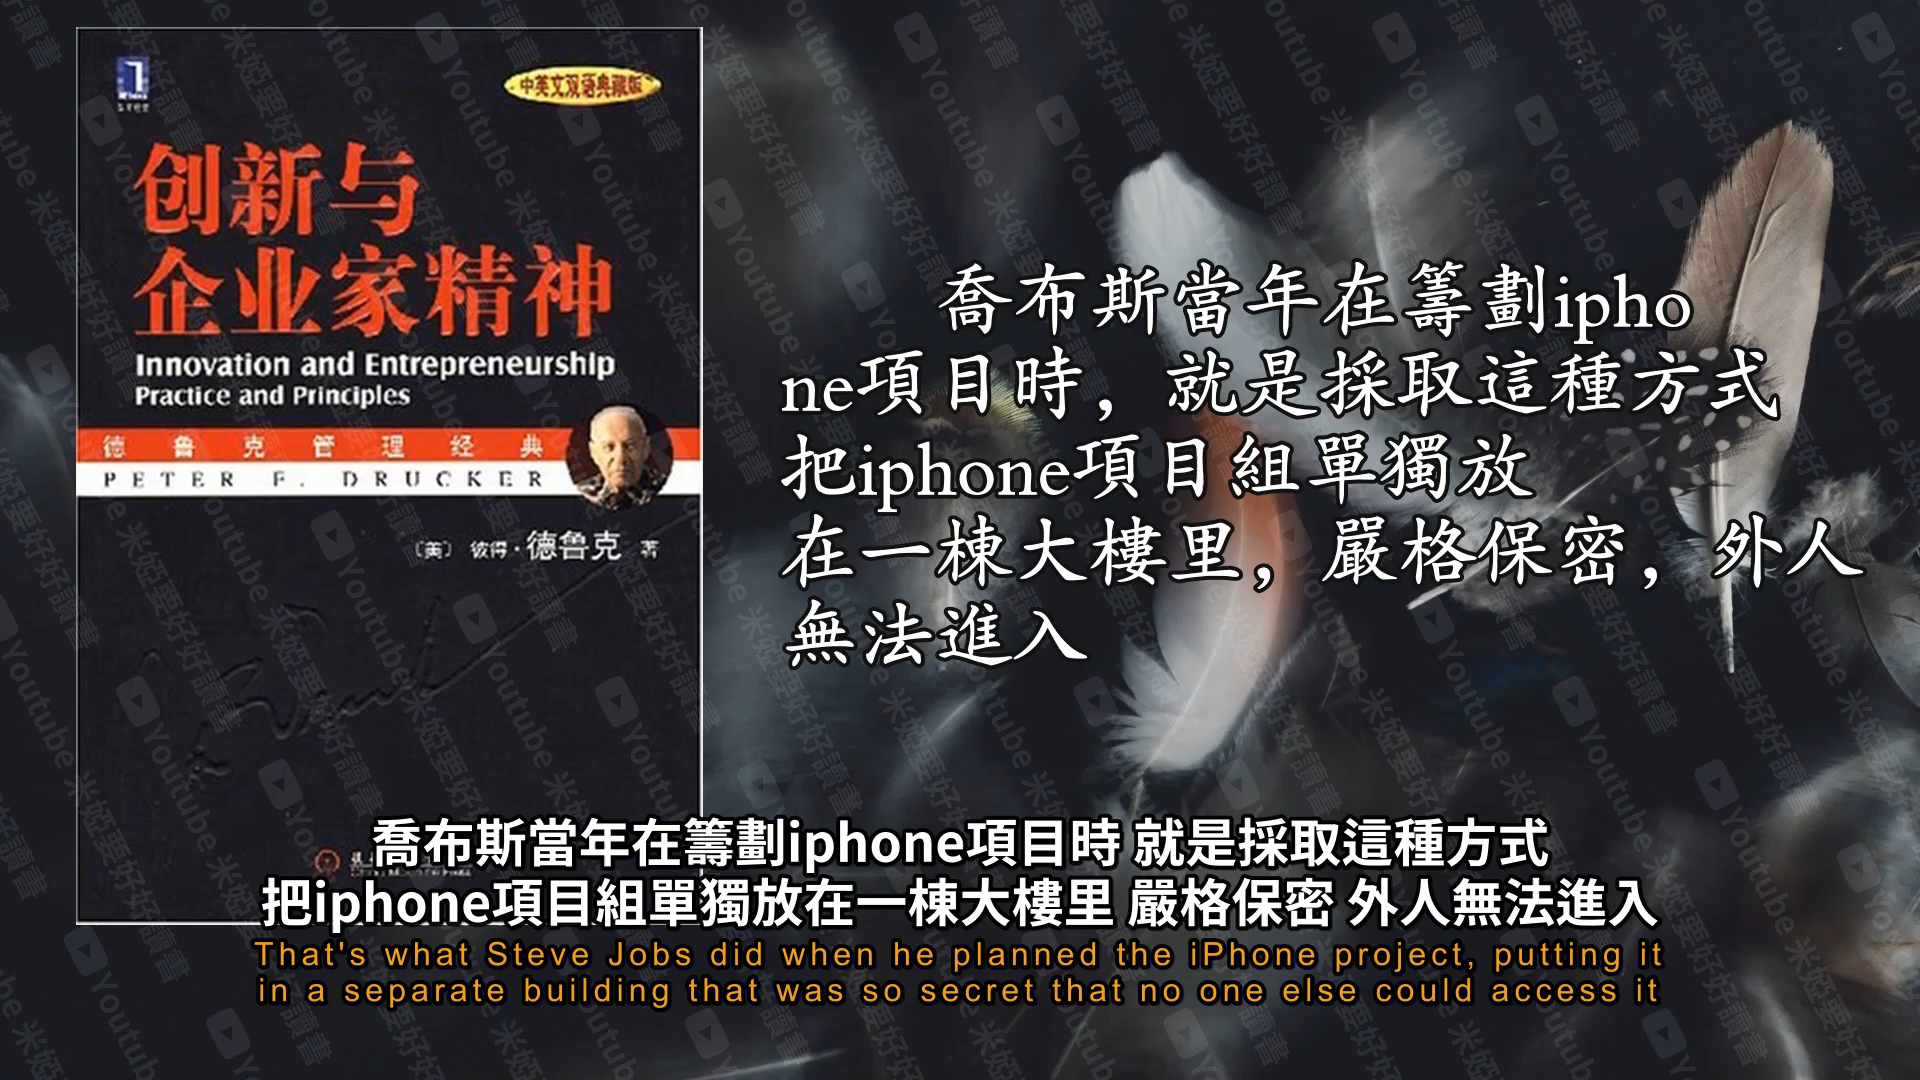 中英文双语典藏版
创新与
企业家精神
Innovation and Entrepreneurship
Practice and Principles
德鲁克管理经典
PETER F. DRUCKER
〔美〕 彼得·德鲁克 著
喬布斯當年在籌劃ipho
ne項目時，就是採取這種方式
把iphone項目組單獨放
在一棟大樓里，嚴格保密，外人
無法進入
喬布斯當年在籌劃iphone項目時 就是採取這種方式
把iphone項目組單獨放在一棟大樓里 嚴格保密 外人無法進入
That's what Steve Jobs did when he planned the iPhone project, putting it
in a separate building that was so secret that no one else could access it
Youtube 米婭要好好讀書